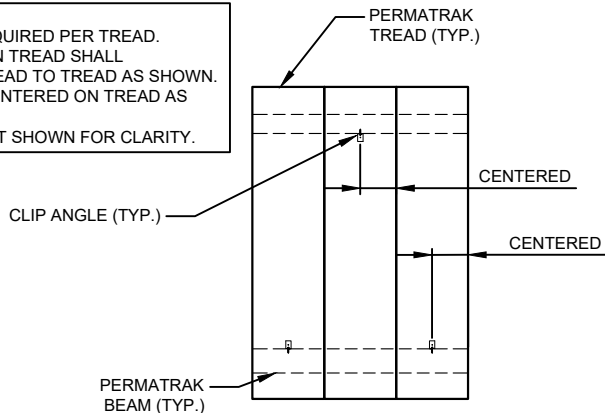 QUIRED PER TREAD.
N TREAD SHALL
EAD TO TREAD AS SHOWN.
NTERED ON TREAD AS
T SHOWN FOR CLARITY.
PERMATRAK
TREAD (TYP.)
CLIP ANGLE (TYP.)
CENTERED
CENTERED
PERMATRAK
BEAM (TYP.)